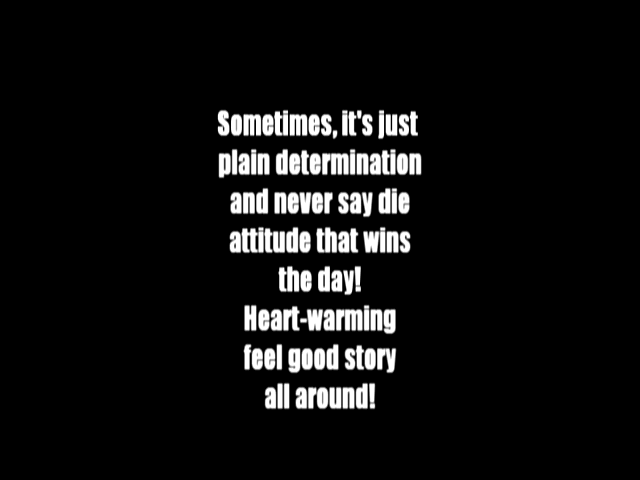 Sometimes, it's just
plain determination
and never say die
attitude that wins
the day!
Heart-warming
feel good story
all around!